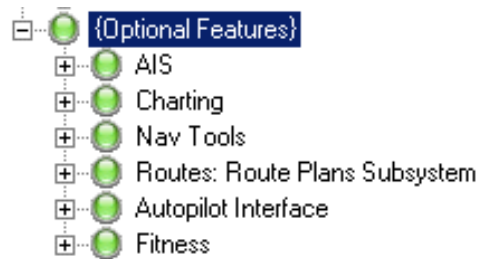 {Optional Features}
AIS
Charting
Nav Tools
Routes: Route Plans Subsystem
Autopilot Interface
Fitness